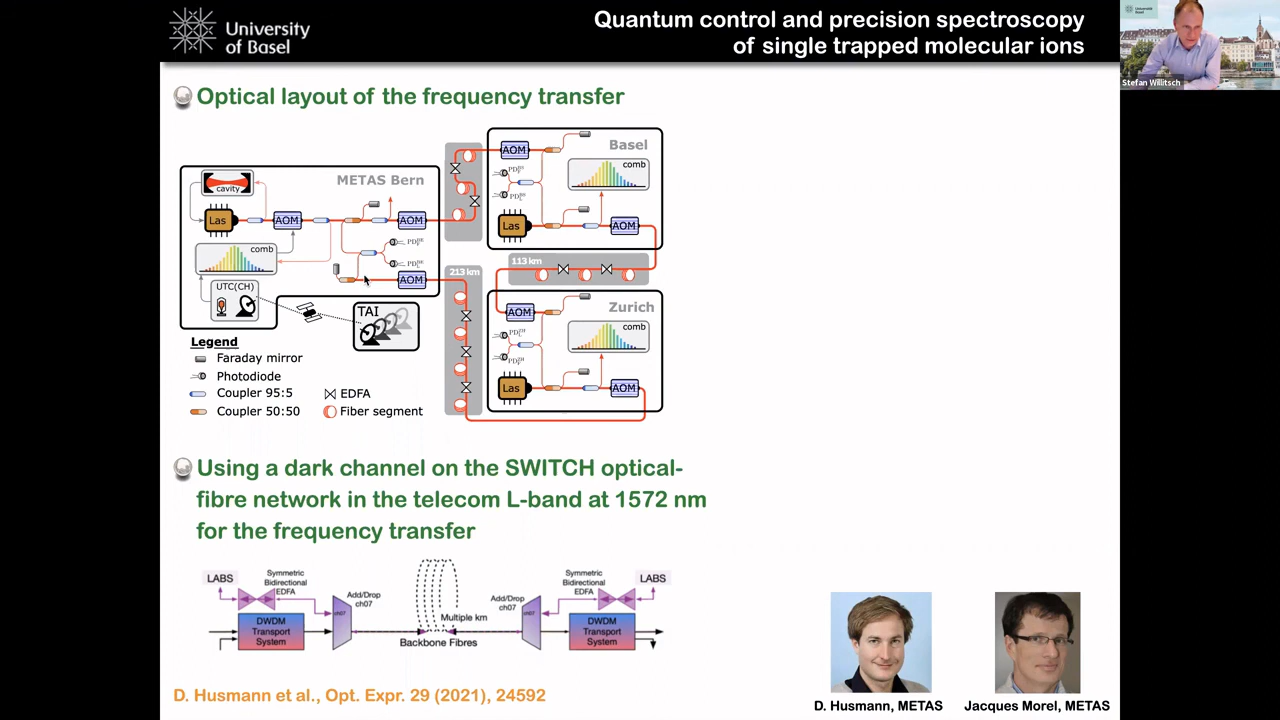 University
of Basel
Quantum control and precision spectroscopy
of single trapped molecular ions
Stefan Willitsch
Optical layout of the frequency transfer
METAS Bern
cavity
Las
AOM
AOM
comb
AOM
UTC(CH)
TAI
Basel
AOM
comb
Las
AOM
113 km
213 km
Zurich
AOM
comb
Las
AOM
Legend
Faraday mirror
Photodiode
Coupler 95:5
Coupler 50:50
EDFA
Fiber segment
Using a dark channel on the SWITCH optical-
fibre network in the telecom L-band at 1572 nm
for the frequency transfer
LABS
Symmetric
Bidirectional
EDFA
Add/Drop
ch07
ch07
DWDM
Transport
System
Multiple km
Backbone Fibres
Add/Drop
ch07
ch07
Symmetric
Bidirectional
EDFA
LABS
DWDM
Transport
System
D. Husmann et al., Opt. Expr. 29 (2021), 24592
D. Husmann, METAS
Jacques Morel, METAS